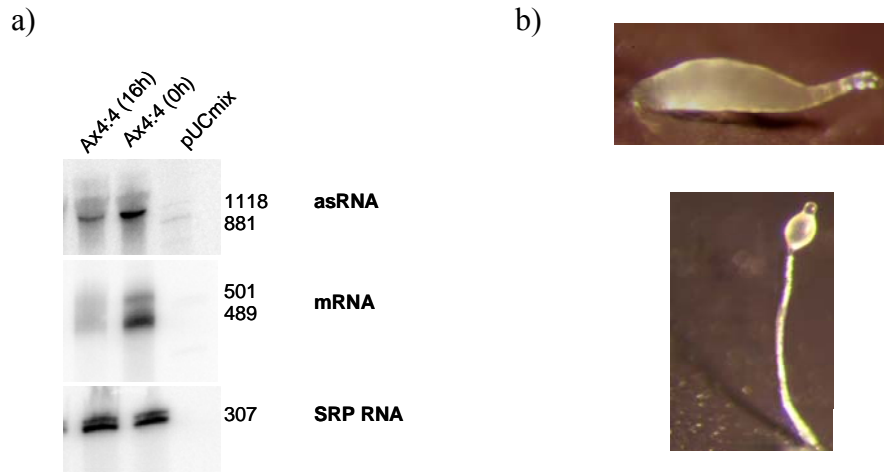 a)
b)
Ax4:4 (16h)
Ax4:4 (0h)
pUCmix
1118
881
asRNA
501
489
mRNA
307
SRP RNA